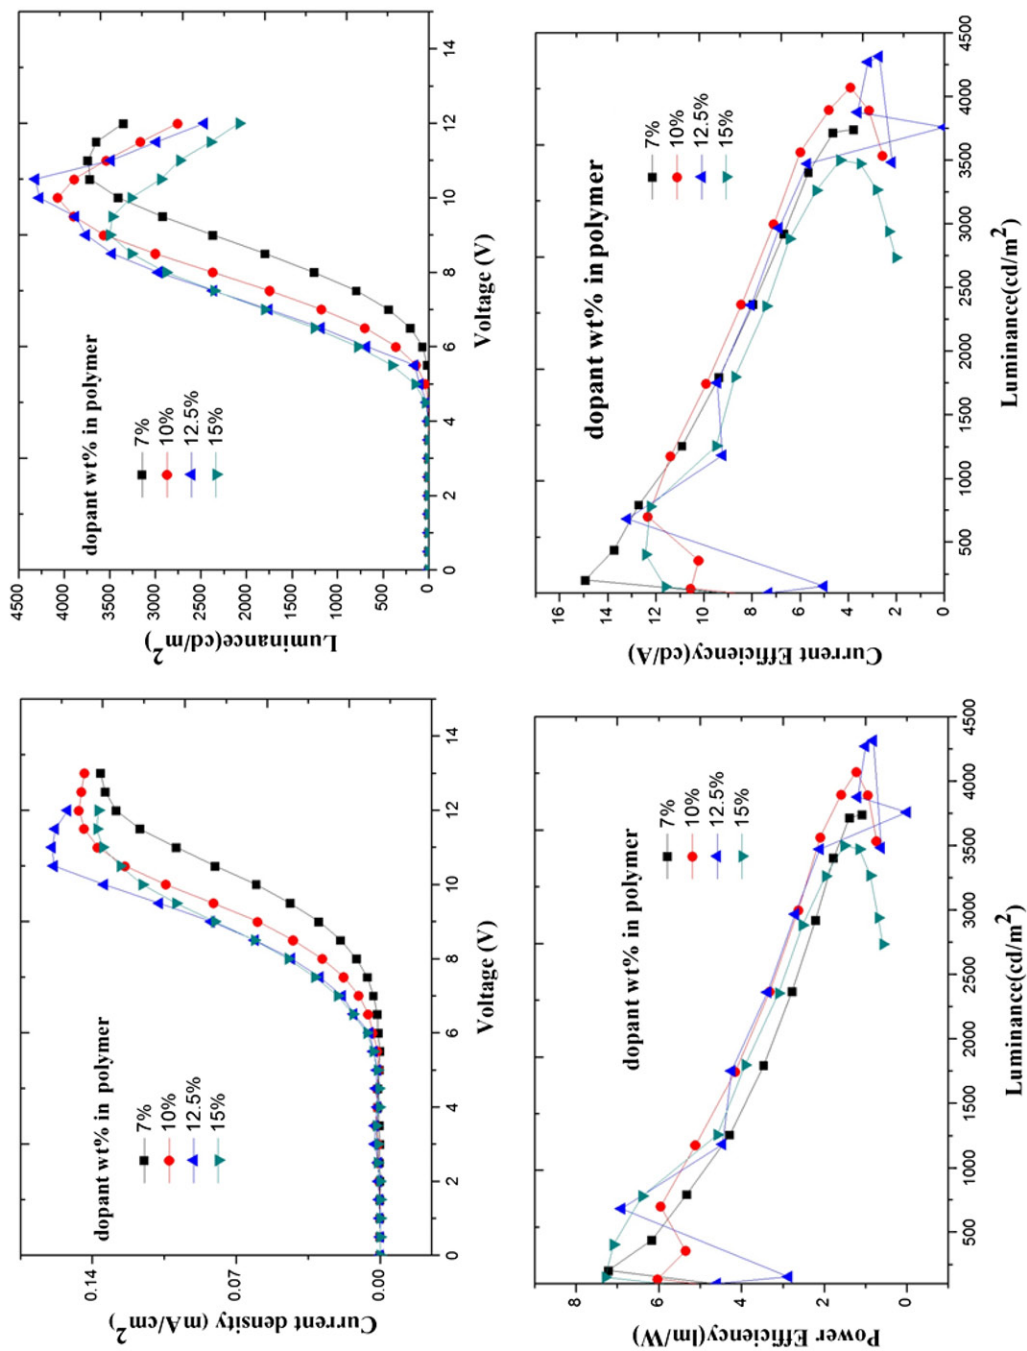 0.14
0.07
0.00
Current density (mA/cm2)
dopant wt% in polymer
7%
10%
12.5%
15%
0 2 4 6 8 10 12 14
Voltage (V)
4500
4000
3500
3000
2500
2000
1500
1000
500
0
Luminance(cd/m2)
dopant wt% in polymer
7%
10%
12.5%
15%
0 2 4 6 8 10 12 14
Voltage (V)
8
6
4
2
0
Power Efficiency(lm/W)
dopant wt% in polymer
7%
10%
12.5%
15%
500 1000 1500 2000 2500 3000 3500 4000 4500
Luminance(cd/m2)
16
14
12
10
8
6
4
2
0
Current Efficiency(cd/A)
dopant wt% in polymer
7%
10%
12.5%
15%
500 1000 1500 2000 2500 3000 3500 4000 4500
Luminance(cd/m2)